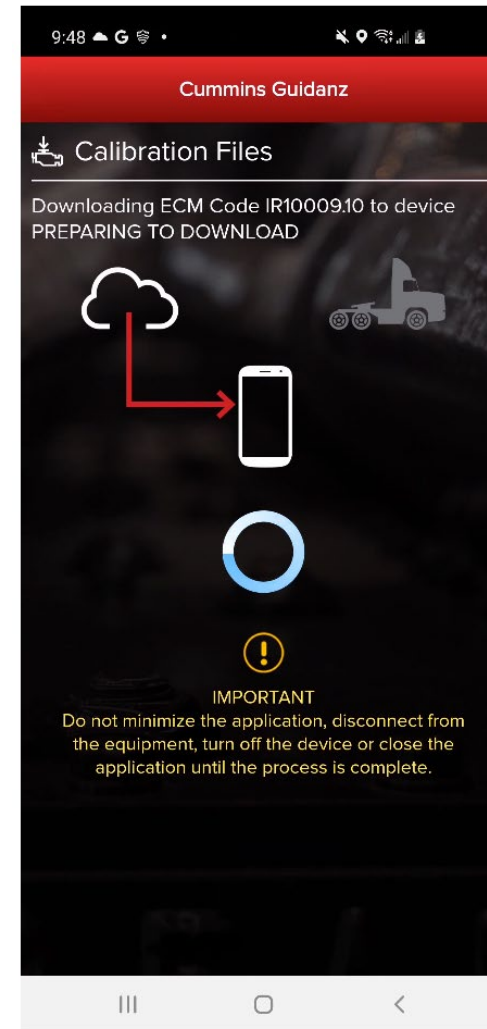 9:48 G
Cummins Guidanz
Calibration Files
Downloading ECM Code IR10009.10 to device
PREPARING TO DOWNLOAD
IMPORTANT
Do not minimize the application, disconnect from
the equipment, turn off the device or close the
application until the process is complete.